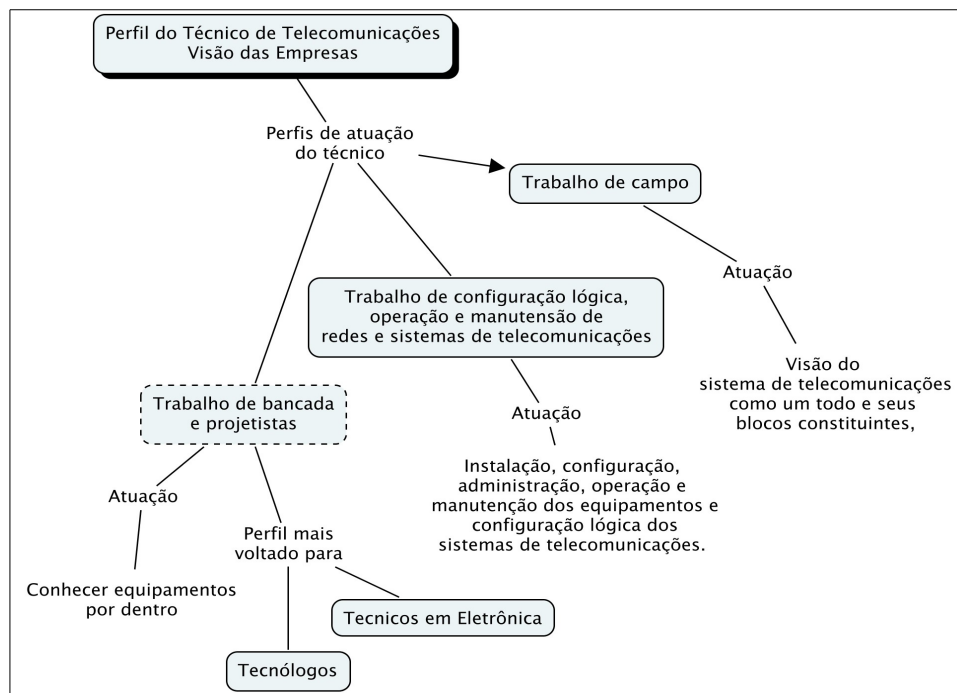 Perfil do Técnico de Telecomunicações
Visão das Empresas
Perfis de atuação
do técnico
Trabalho de campo
Atuação
Trabalho de configuração lógica,
operação e manutensão de
redes e sistemas de telecomunicações
Visão do
sistema de telecomunicações
como um todo e seus
blocos constituintes,
Trabalho de bancada
e projetistas
Atuação
Instalação, configuração,
administração, operação e
manutenção dos equipamentos e
configuração lógica dos
sistemas de telecomunicações.
Atuação
Perfil mais
voltado para
Conhecer equipamentos
por dentro
Tecnicos em Eletrônica
Tecnólogos